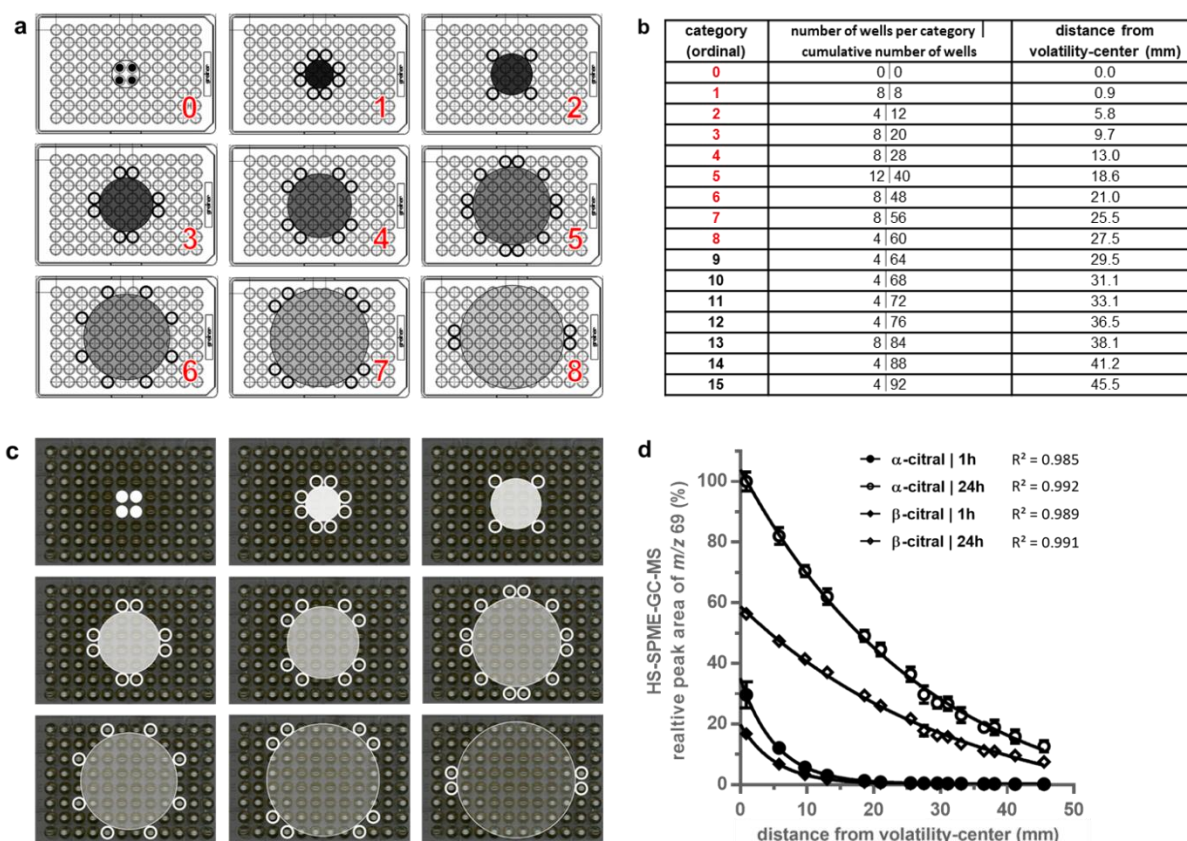 a
0
1
2
3
4
5
6
7
8
b
category (ordinal) | number of wells per category | cumulative number of wells | distance from volatility-center (mm)
0 | 0 | 0 | 0.0
1 | 8 | 8 | 0.9
2 | 4 | 12 | 5.8
3 | 8 | 20 | 9.7
4 | 8 | 28 | 13.0
5 | 12 | 40 | 18.6
6 | 8 | 48 | 21.0
7 | 8 | 56 | 25.5
8 | 4 | 60 | 27.5
9 | 4 | 64 | 29.5
10 | 4 | 68 | 31.1
11 | 4 | 72 | 33.1
12 | 4 | 76 | 36.5
13 | 8 | 84 | 38.1
14 | 4 | 88 | 41.2
15 | 4 | 92 | 45.5
c
d
α-citral | 1h R² = 0.985
α-citral | 24h R² = 0.992
β-citral | 1h R² = 0.989
β-citral | 24h R² = 0.991
HS-SPME-GC-MS
realtive peak area of m/z 69 (%)
100
80
60
40
20
0
0 10 20 30 40 50
distance from volatility-center (mm)